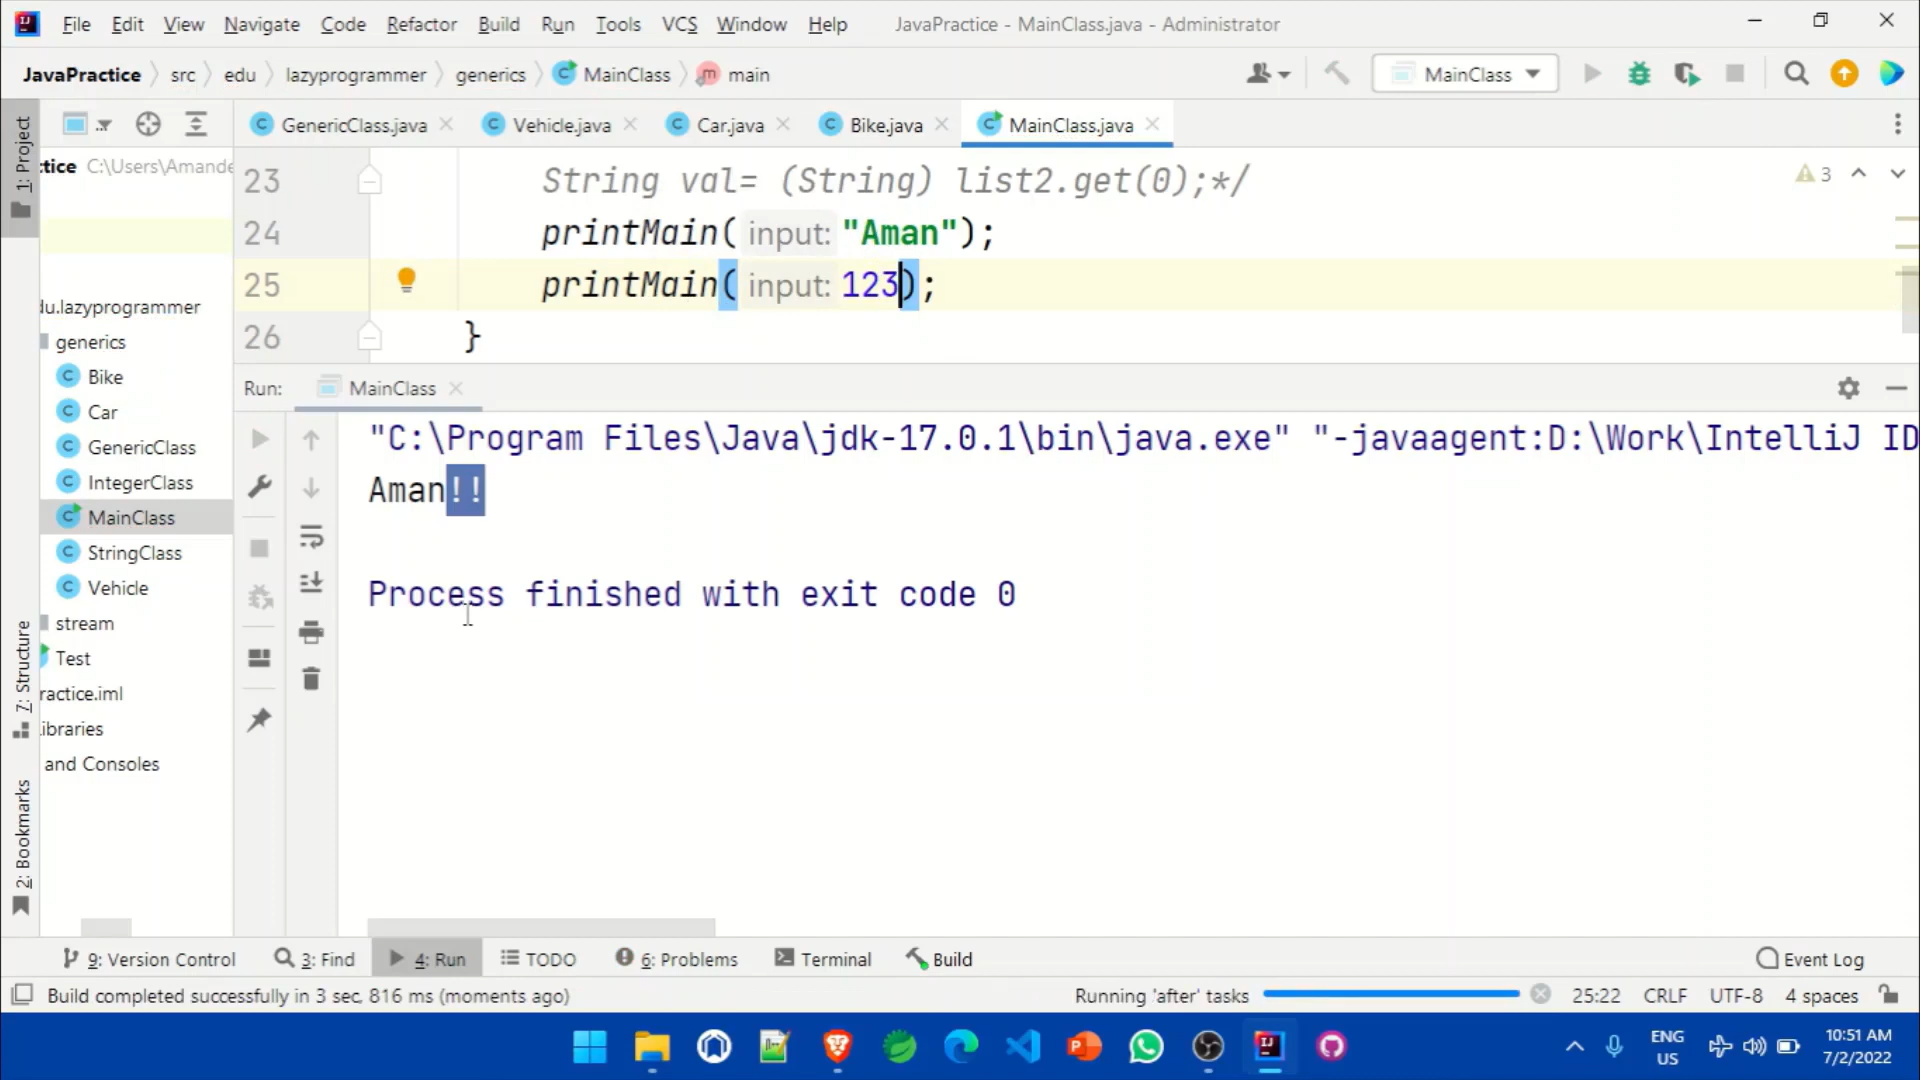 File Edit View Navigate Code Refactor Build Run Tools VCS Window Help JavaPractice - MainClass.java - Administrator
JavaPractice src edu lazyprogrammer generics MainClass main MainClass
GenericClass.java Vehicle.java Car.java Bike.java MainClass.java
1: Project
7: Structure
2: Bookmarks
tice C:\Users\Amande
du.lazyprogrammer
generics
Bike
Car
GenericClass
IntegerClass
MainClass
StringClass
Vehicle
stream
Test
ractice.iml
ibraries
and Consoles
23 String val= (String) list2.get(0);*/
3
24 printMain( input: "Aman");
25 printMain( input: 123);
26 }
Run: MainClass
"C:\Program Files\Java\jdk-17.0.1\bin\java.exe" "-javaagent:D:\Work\IntelliJ ID
Aman!!
Process finished with exit code 0
9: Version Control 3: Find 4: Run TODO 6: Problems Terminal Build Event Log
Build completed successfully in 3 sec, 816 ms (moments ago) Running 'after' tasks 25:22 CRLF UTF-8 4 spaces
ENG
US
10:51 AM
7/2/2022